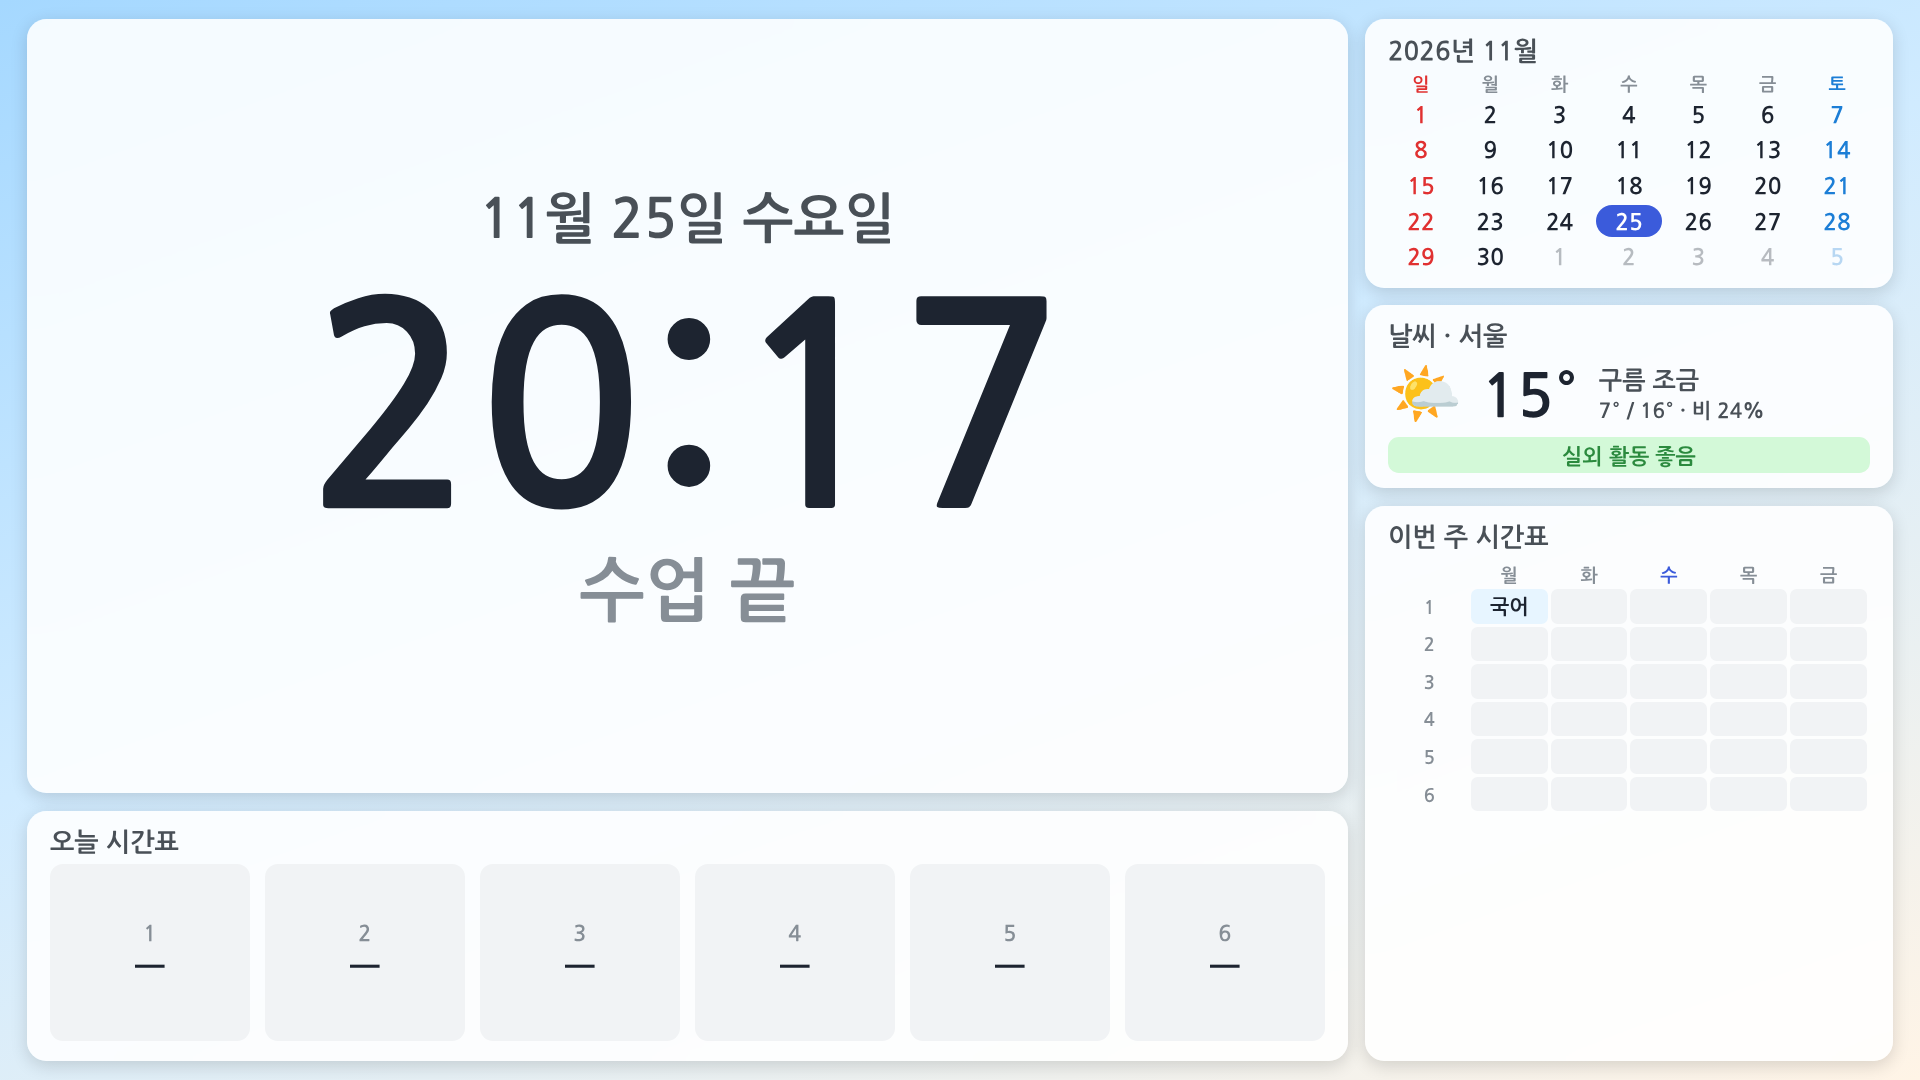 11월 25일 수요일
20:17
수업 끝
오늘 시간표
1 2 3 4 5 6
— — — — — —
2026년 11월
일 월 화 수 목 금 토
1 2 3 4 5 6 7
8 9 10 11 12 13 14
15 16 17 18 19 20 21
22 23 24 25 26 27 28
29 30 1 2 3 4 5
날씨 · 서울
15°
구름 조금
7° / 16° · 비 24%
실외 활동 좋음
이번 주 시간표
월 화 수 목 금
1 국어
2
3
4
5
6